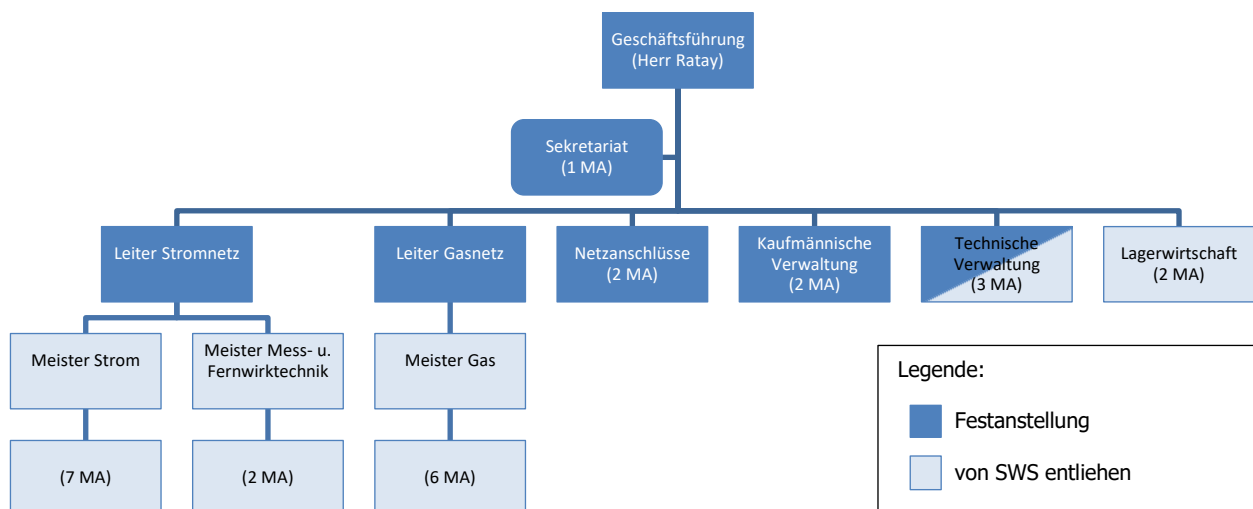 Geschäftsführung
(Herr Ratay)
Sekretariat
(1 MA)
Leiter Stromnetz
Leiter Gasnetz
Netzanschlüsse
(2 MA)
Kaufmännische
Verwaltung
(2 MA)
Technische
Verwaltung
(3 MA)
Lagerwirtschaft
(2 MA)
Meister Strom
Meister Mess- u.
Fernwirktechnik
Meister Gas
(7 MA)
(2 MA)
(6 MA)
Legende:
Festanstellung
von SWS entliehen